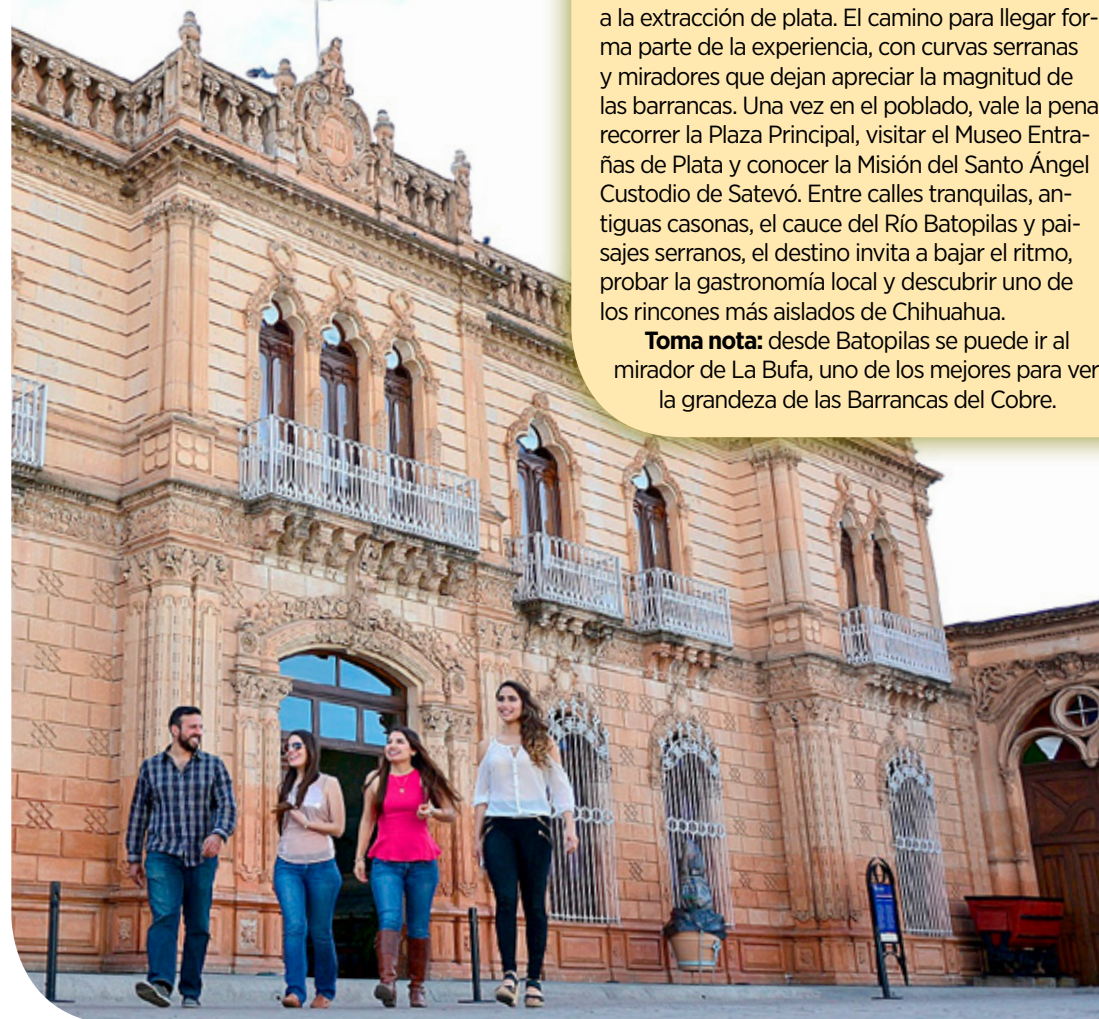 a la extracción de plata. El camino para llegar for-
ma parte de la experiencia, con curvas serranas
y miradores que dejan apreciar la magnitud de
las barrancas. Una vez en el poblado, vale la pena
recorrer la Plaza Principal, visitar el Museo Entra-
ñas de Plata y conocer la Misión del Santo Ángel
Custodio de Satevó. Entre calles tranquilas, an-
tiguas casonas, el cauce del Río Batopilas y pai-
sajes serranos, el destino invita a bajar el ritmo,
probar la gastronomía local y descubrir uno de
los rincones más aislados de Chihuahua.
Toma nota: desde Batopilas se puede ir al
mirador de La Bufa, uno de los mejores para ver
la grandeza de las Barrancas del Cobre.